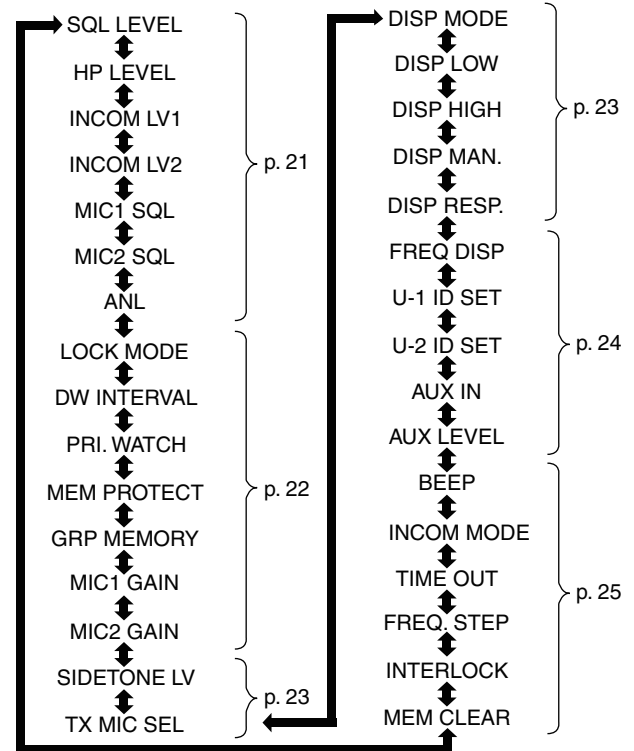 SQL LEVEL
HP LEVEL
INCOM LV1
INCOM LV2
MIC1 SQL
MIC2 SQL
ANL
p. 21
LOCK MODE
DW INTERVAL
PRI. WATCH
MEM PROTECT
GRP MEMORY
MIC1 GAIN
MIC2 GAIN
p. 22
SIDETONE LV
TX MIC SEL
p. 23
DISP MODE
DISP LOW
DISP HIGH
DISP MAN.
DISP RESP.
p. 23
FREQ DISP
U-1 ID SET
U-2 ID SET
AUX IN
AUX LEVEL
p. 24
BEEP
INCOM MODE
TIME OUT
FREQ. STEP
INTERLOCK
MEM CLEAR
p. 25